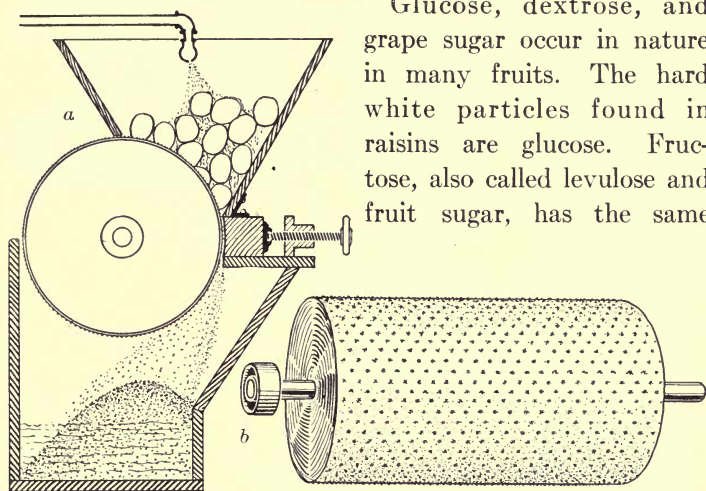 Glucose, dextrose, and
grape sugar occur in nature
in many fruits. The hard
white particles found in
raisins are glucose. Fruc-
tose, also called levulose and
fruit sugar, has the same
a
b